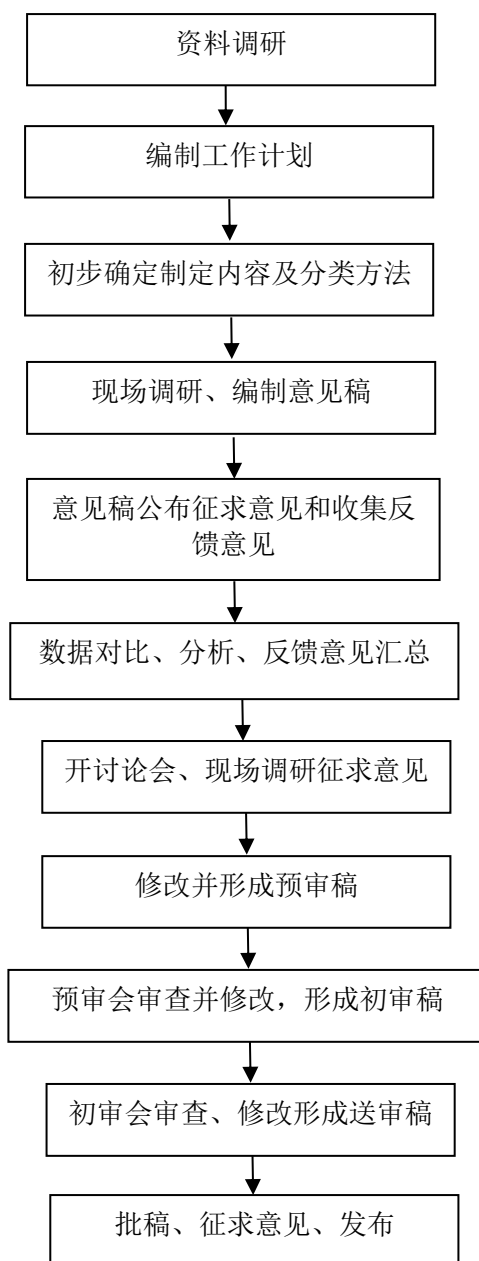 资料调研
编制工作计划
初步确定制定内容及分类方法
现场调研、编制意见稿
意见稿公布征求意见和收集反
馈意见
数据对比、分析、反馈意见汇总
开讨论会、现场调研征求意见
修改并形成预审稿
预审会审查并修改，形成初审稿
初审会审查、修改形成送审稿
批稿、征求意见、发布